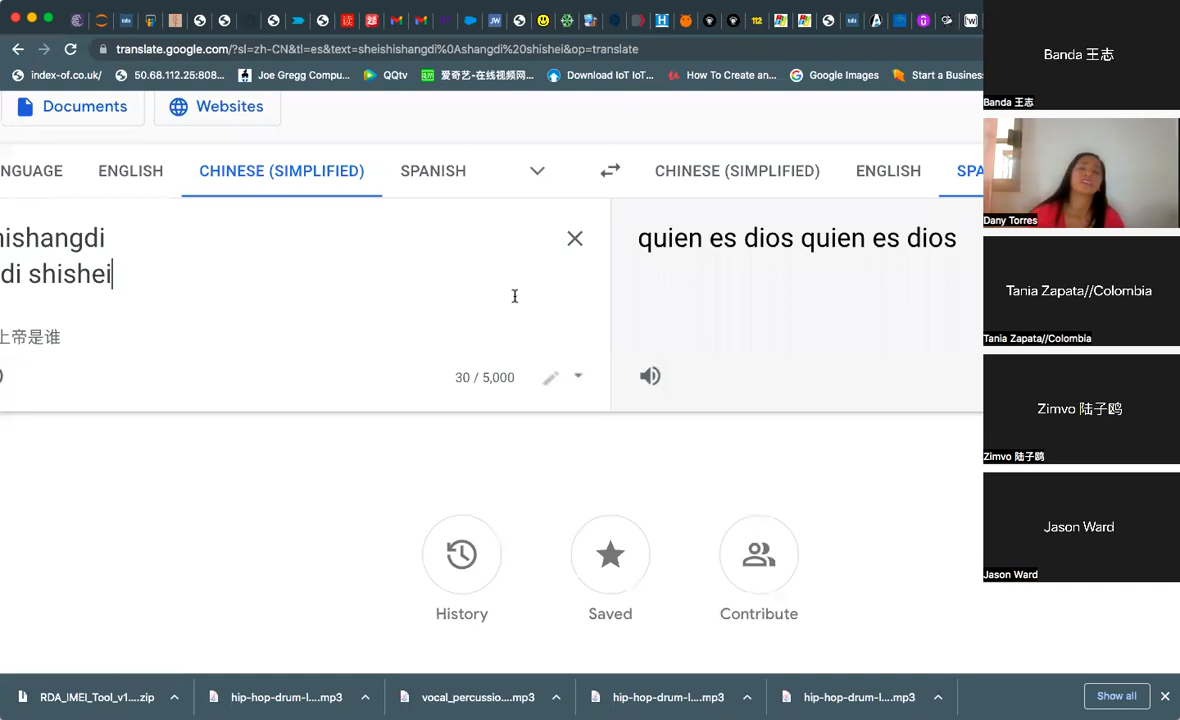 translate.google.com/?sl=zh-CN&tl=es&text=sheishishangdi%0Ashangdi%20shishei&op=translate
index-of.co.uk/ 50.68.112.25:808... Joe Gregg Compu... QQtv 爱奇艺-在线视频网... Download IoT IoT... How To Create an... Google Images Start a Business
Documents Websites
NGUAGE ENGLISH CHINESE (SIMPLIFIED) SPANISH CHINESE (SIMPLIFIED) ENGLISH SPA
hishangdi
di shishei
quien es dios quien es dios
上帝是谁
30 / 5,000
History Saved Contribute
RDA_IMEI_Tool_v1....zip hip-hop-drum-l....mp3 vocal_percussio....mp3 hip-hop-drum-l....mp3 hip-hop-drum-l....mp3 Show all
Banda 王志
Banda 王志
Dany Torres
Tania Zapata//Colombia
Tania Zapata//Colombia
Zimvo 陆子鸥
Zimvo 陆子鸥
Jason Ward
Jason Ward